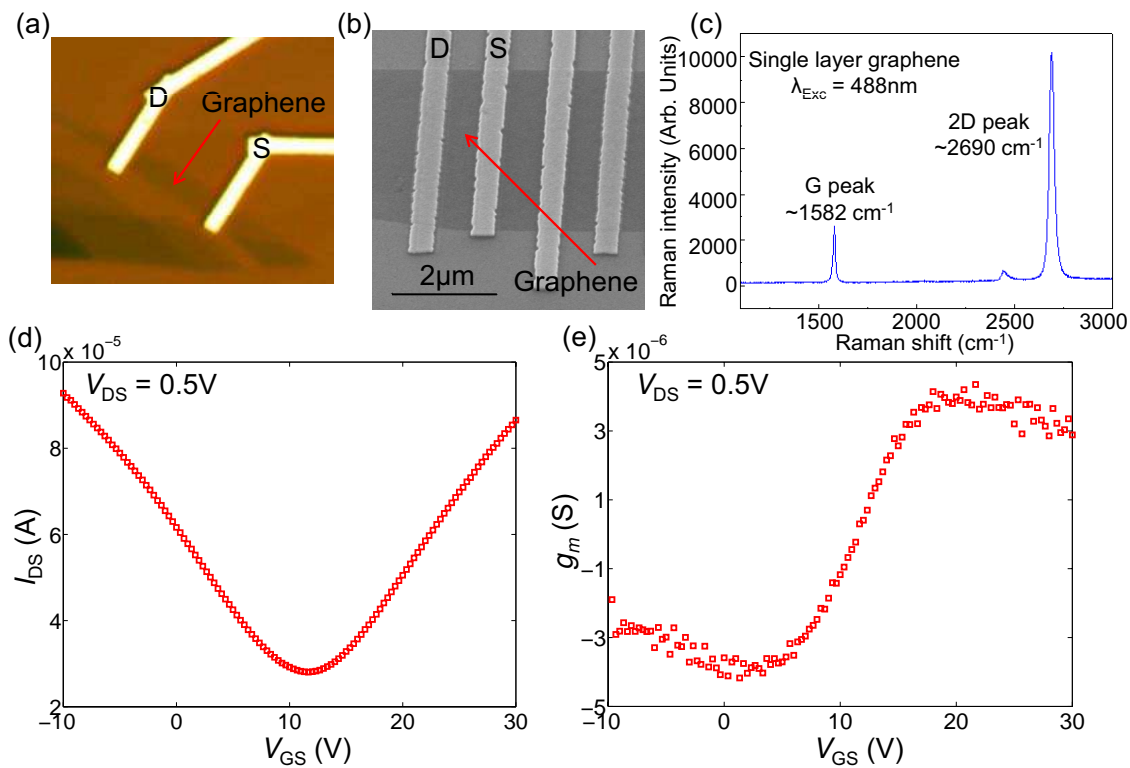 (a)
D
Graphene
S
(b)
D S
Graphene
2μm
(c)
Raman intensity (Arb. Units)
10000
8000
6000
4000
2000
0
Single layer graphene
λExc = 488nm
2D peak
~2690 cm-1
G peak
~1582 cm-1
1500 2000 2500 3000
Raman shift (cm-1)
(d)
x 10−5
VDS = 0.5V
IDS (A)
10
8
6
4
2
−10 0 10 20 30
VGS (V)
(e)
x 10−6
VDS = 0.5V
gm (S)
5
3
1
−1
−3
−5
−10 0 10 20 30
VGS (V)